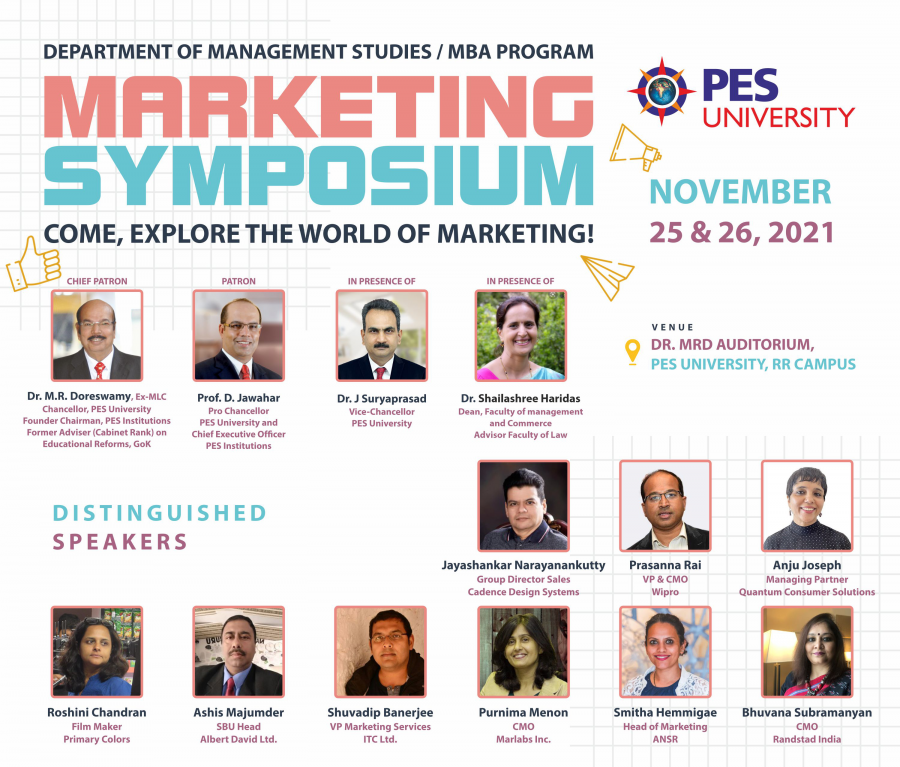 DEPARTMENT OF MANAGEMENT STUDIES / MBA PROGRAM
MARKETING
SYMPOSIUM
COME, EXPLORE THE WORLD OF MARKETING!
PES
UNIVERSITY
NOVEMBER
25 & 26, 2021
VENUE
DR. MRD AUDITORIUM,
PES UNIVERSITY, RR CAMPUS
CHIEF PATRON
Dr. M.R. Doreswamy, Ex-MLC
Chancellor, PES University
Founder Chairman, PES Institutions
Former Adviser (Cabinet Rank) on
Educational Reforms, GoK
PATRON
Prof. D. Jawahar
Pro Chancellor
PES University and
Chief Executive Officer
PES Institutions
IN PRESENCE OF
Dr. J Suryaprasad
Vice-Chancellor
PES University
IN PRESENCE OF
Dr. Shailashree Haridas
Dean, Faculty of management
and Commerce
Advisor Faculty of Law
DISTINGUISHED
SPEAKERS
Jayashankar Narayanankutty
Group Director Sales
Cadence Design Systems
Prasanna Rai
VP & CMO
Wipro
Anju Joseph
Managing Partner
Quantum Consumer Solutions
Roshini Chandran
Film Maker
Primary Colors
Ashis Majumder
SBU Head
Albert David Ltd.
Shuvadip Banerjee
VP Marketing Services
ITC Ltd.
Purnima Menon
CMO
Marlabs Inc.
Smitha Hemmigae
Head of Marketing
ANSR
Bhuvana Subramanyan
CMO
Randstad India